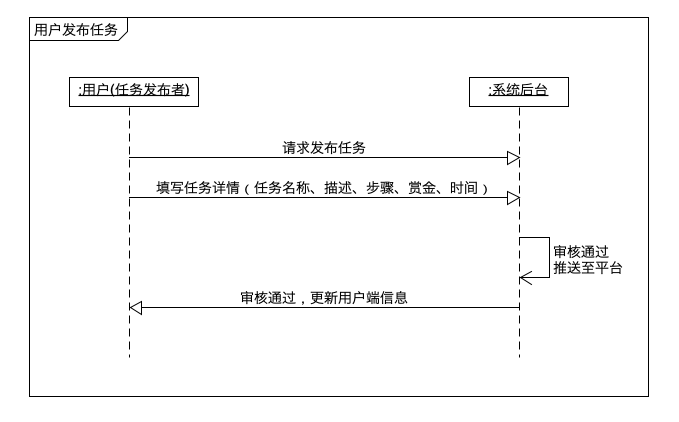 用户发布任务
:用户(任务发布者)
:系统后台
请求发布任务
填写任务详情（任务名称、描述、步骤、赏金、时间）
审核通过
推送至平台
审核通过，更新用户端信息